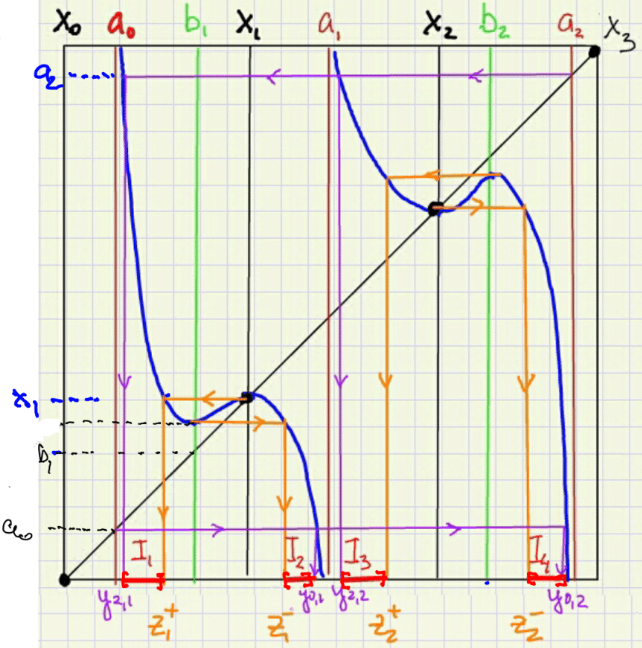 x₀ a₀ b₁ x₁ a₁ x₂ b₂ a₂ x₃
a₂
x₁
b₁
a₀
I₁ I₂ I₃ I₄
y₂,₁ y₀,₁ y₂,₂ y₀,₂
z₁⁺ z₁⁻ z₂⁺ z₂⁻